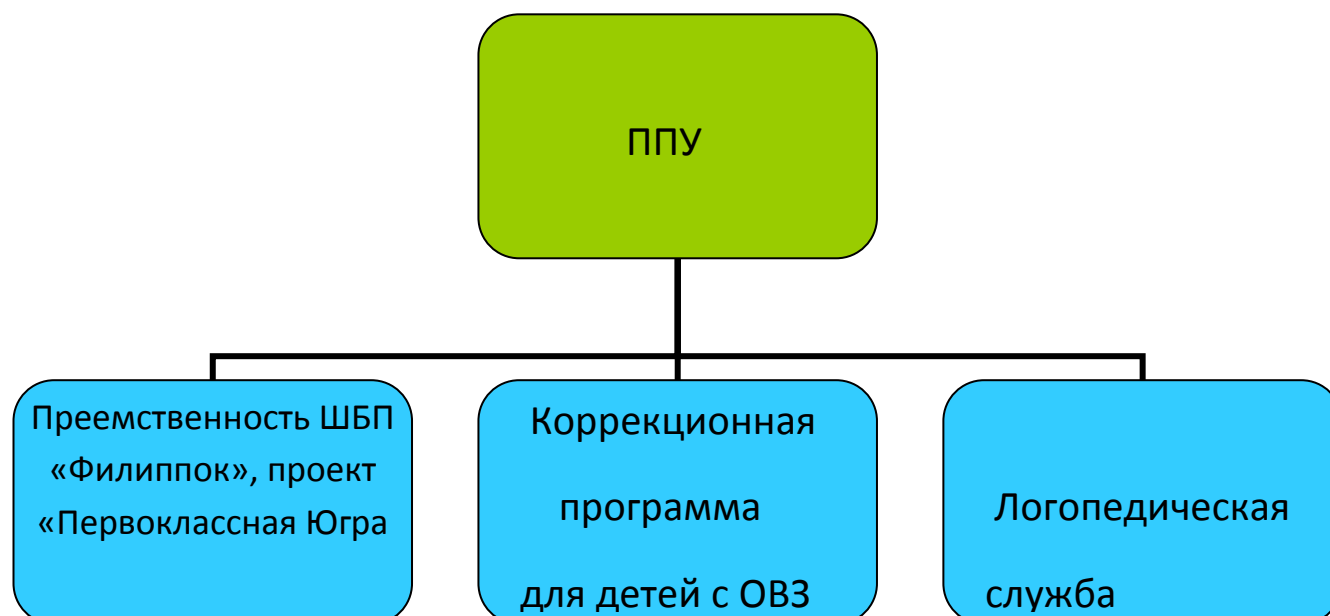 ППУ
Преемственность ШБП
«Филиппок», проект
«Первоклассная Югра
Коррекционная
программа
для детей с ОВЗ
Логопедическая
служба